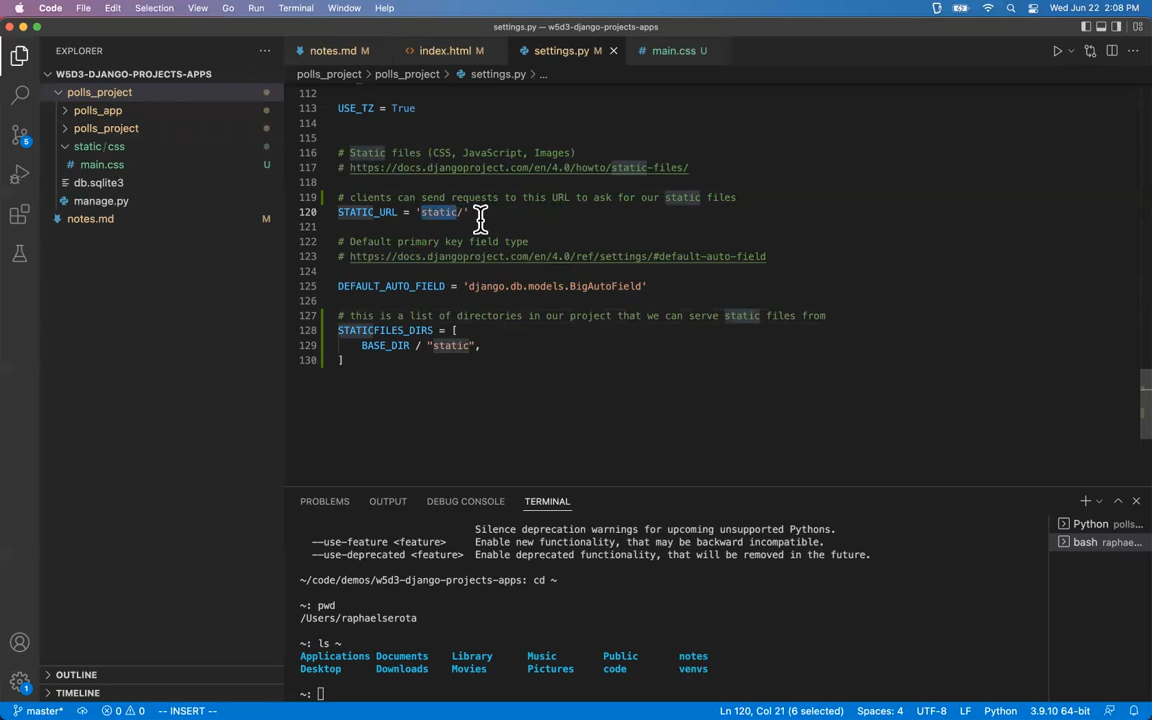 Code File Edit Selection View Go Run Terminal Window Help Wed Jun 22 2:08 PM
settings.py — w5d3-django-projects-apps
EXPLORER
notes.md M
index.html M
settings.py M
main.css U
W5D3-DJANGO-PROJECTS-APPS
polls_project > polls_project > settings.py > ...
polls_project
polls_app
polls_project
static/css
main.css U
db.sqlite3
manage.py
notes.md M
112
113 USE_TZ = True
114
115
116 # Static files (CSS, JavaScript, Images)
117 # https://docs.djangoproject.com/en/4.0/howto/static-files/
118
119 # clients can send requests to this URL to ask for our static files
120 STATIC_URL = 'static/'
121
122 # Default primary key field type
123 # https://docs.djangoproject.com/en/4.0/ref/settings/#default-auto-field
124
125 DEFAULT_AUTO_FIELD = 'django.db.models.BigAutoField'
126
127 # this is a list of directories in our project that we can serve static files from
128 STATICFILES_DIRS = [
129 BASE_DIR / "static",
130 ]
5
PROBLEMS OUTPUT DEBUG CONSOLE TERMINAL
Silence deprecation warnings for upcoming unsupported Pythons.
--use-feature <feature> Enable new functionality, that may be backward incompatible.
--use-deprecated <feature> Enable deprecated functionality, that will be removed in the future.
~/code/demos/w5d3-django-projects-apps: cd ~
~: pwd
/Users/raphaelserota
~: ls ~
Applications Documents Library Music Public notes
Desktop Downloads Movies Pictures code venvs
~:
Python polls...
bash raphae...
OUTLINE
TIMELINE
1
master* 0 0 -- INSERT -- Ln 120, Col 21 (6 selected) Spaces: 4 UTF-8 LF Python 3.9.10 64-bit